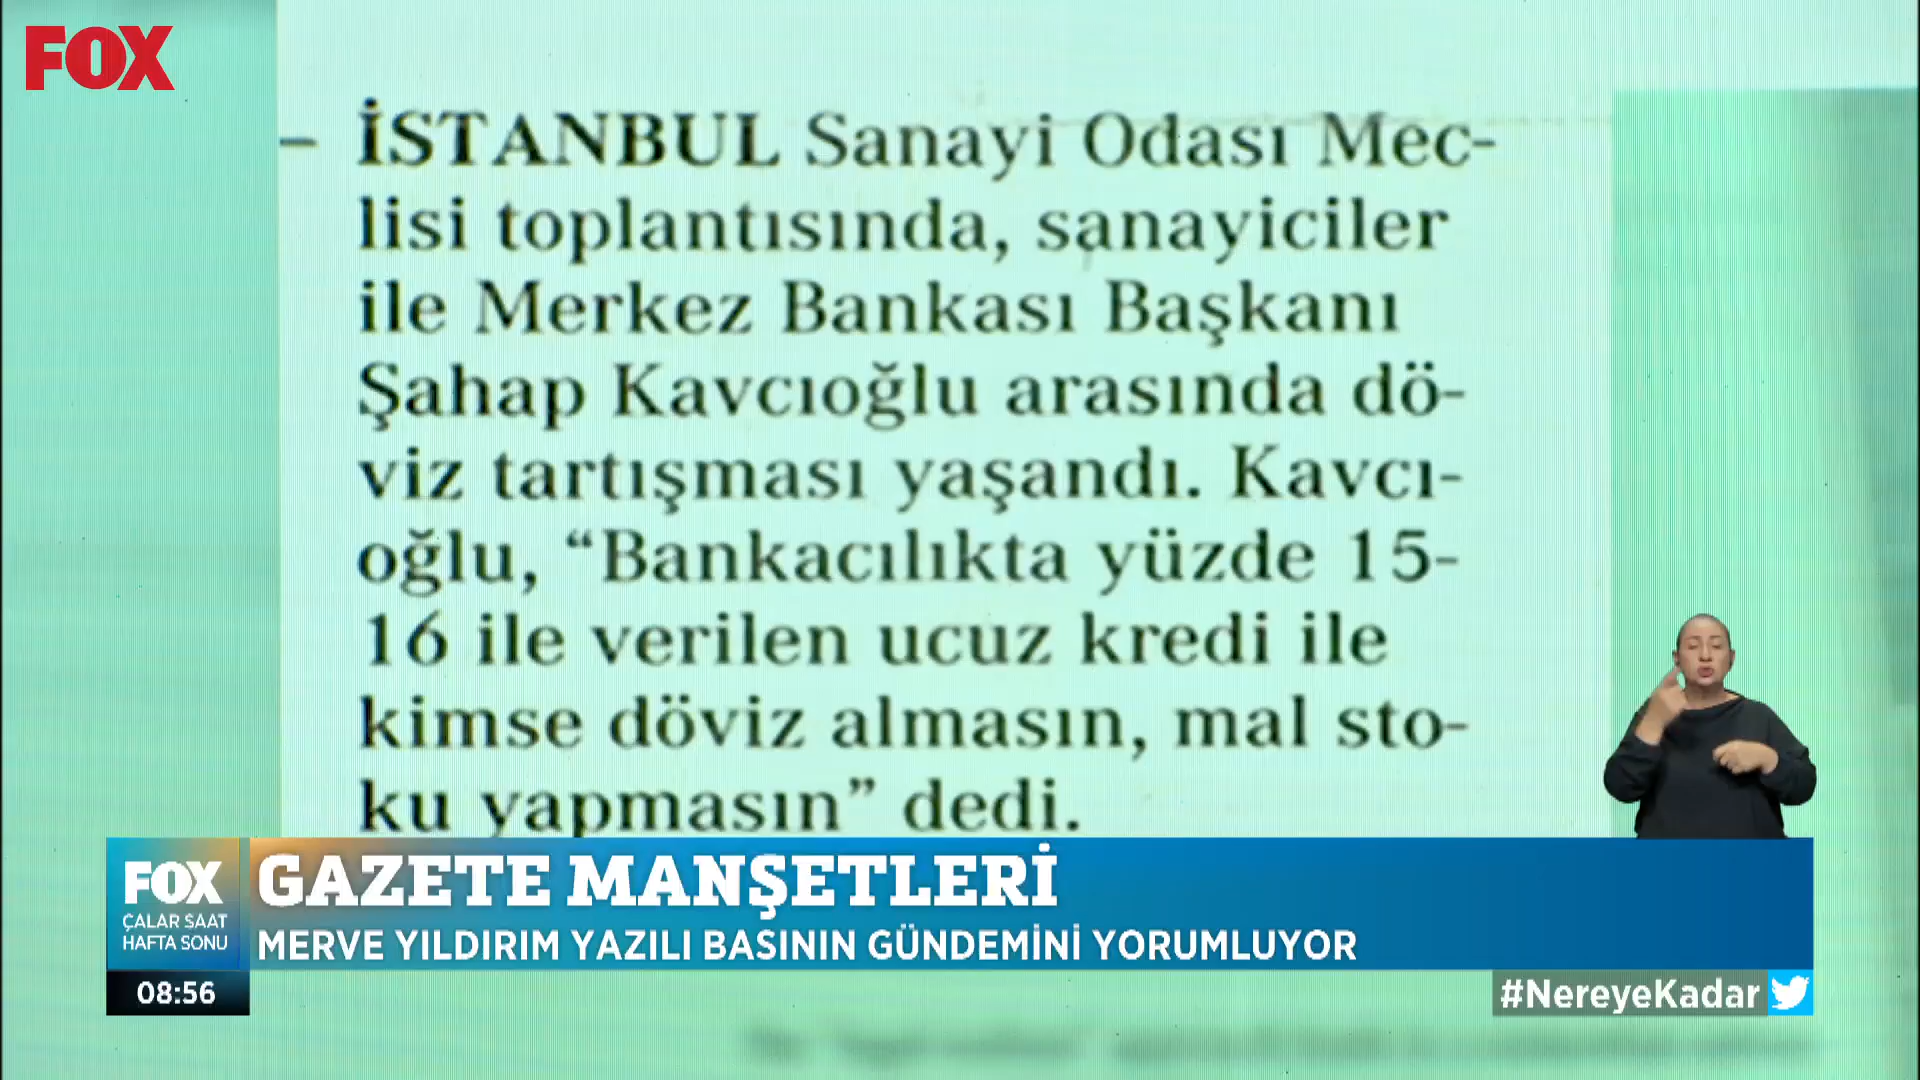 FOX
– İSTANBUL Sanayi Odası Mec-
lisi toplantısında, sanayiciler
ile Merkez Bankası Başkanı
Şahap Kavcıoğlu arasında dö-
viz tartışması yaşandı. Kavcı-
oğlu, “Bankacılıkta yüzde 15-
16 ile verilen ucuz kredi ile
kimse döviz almasın, mal sto-
ku yapmasın” dedi.
FOX
ÇALAR SAAT
HAFTA SONU
GAZETE MANŞETLERİ
MERVE YILDIRIM YAZILI BASININ GÜNDEMİNİ YORUMLUYOR
08:56
#NereyeKadar